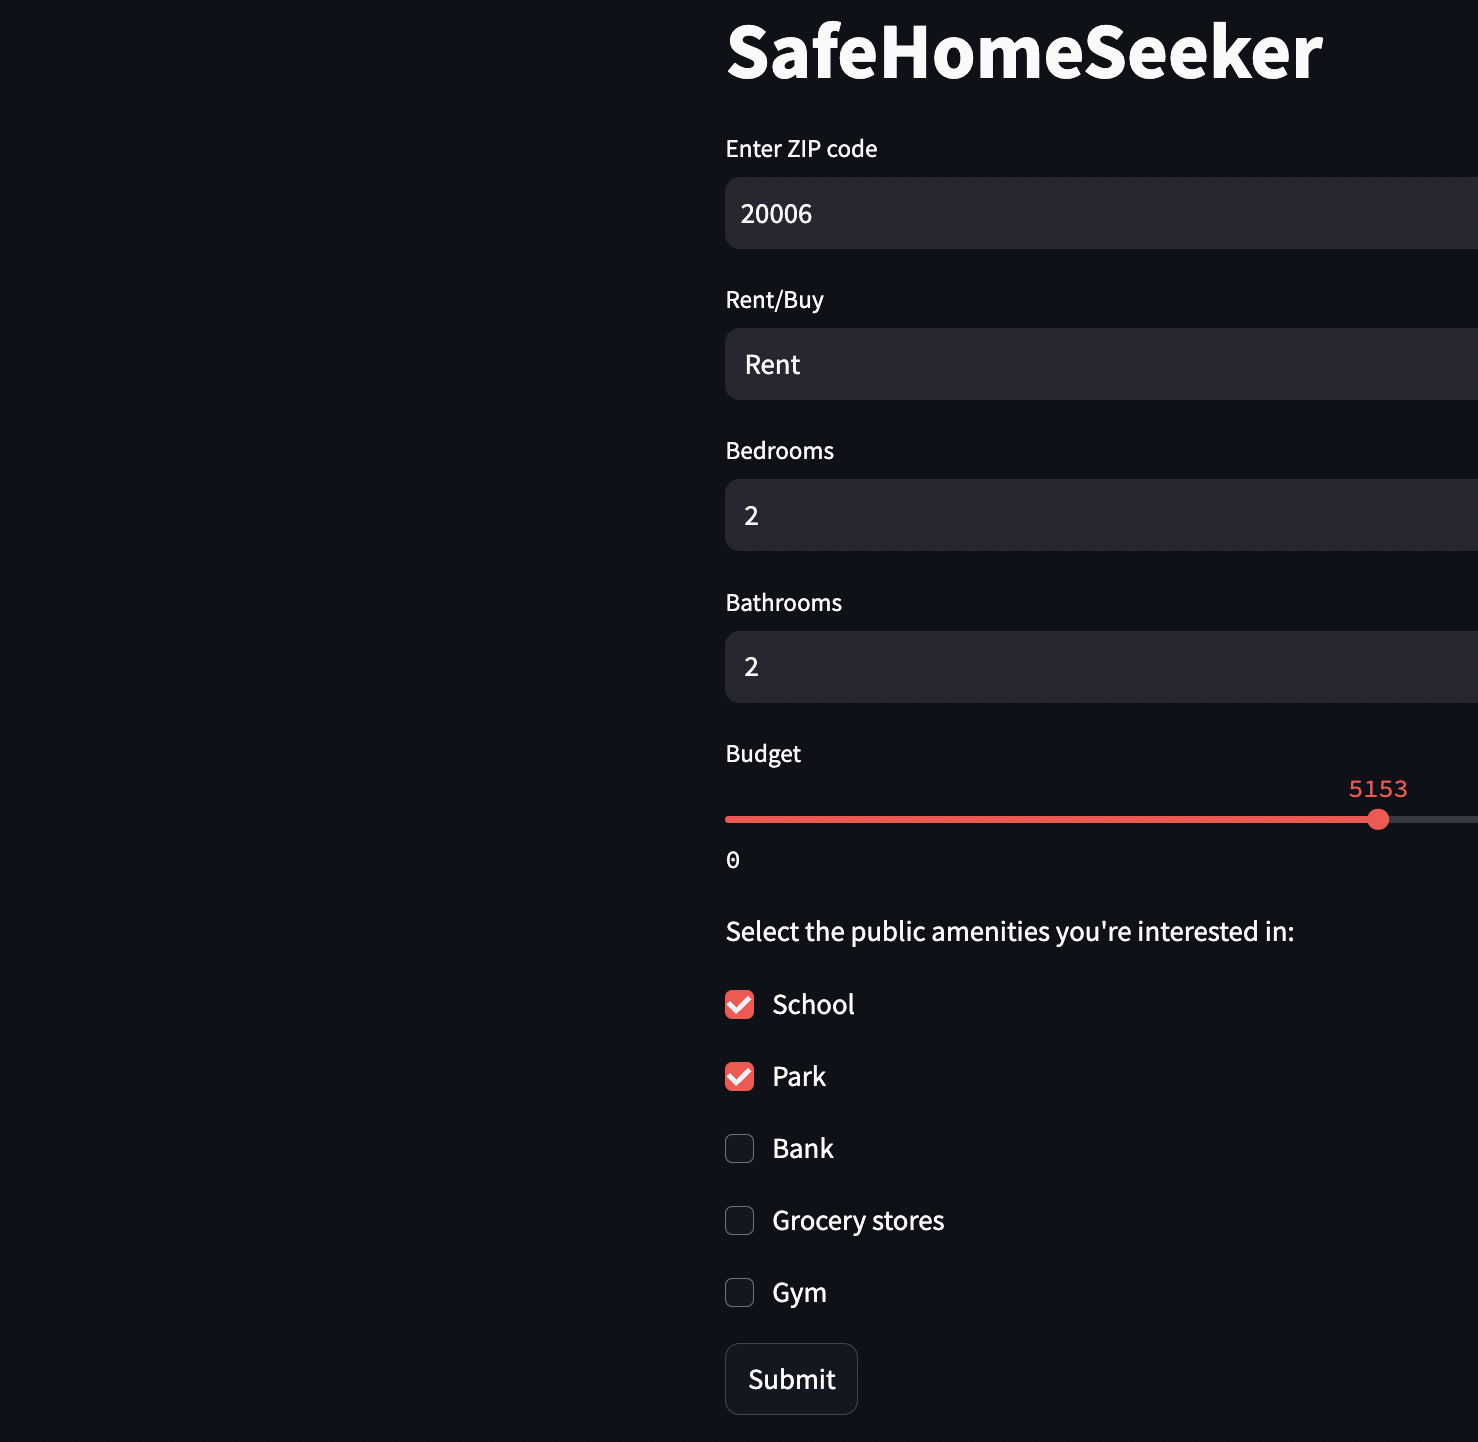 SafeHomeSeeker
Enter ZIP code
20006
Rent/Buy
Rent
Bedrooms
2
Bathrooms
2
Budget
5153
0
Select the public amenities you're interested in:
School
Park
Bank
Grocery stores
Gym
Submit